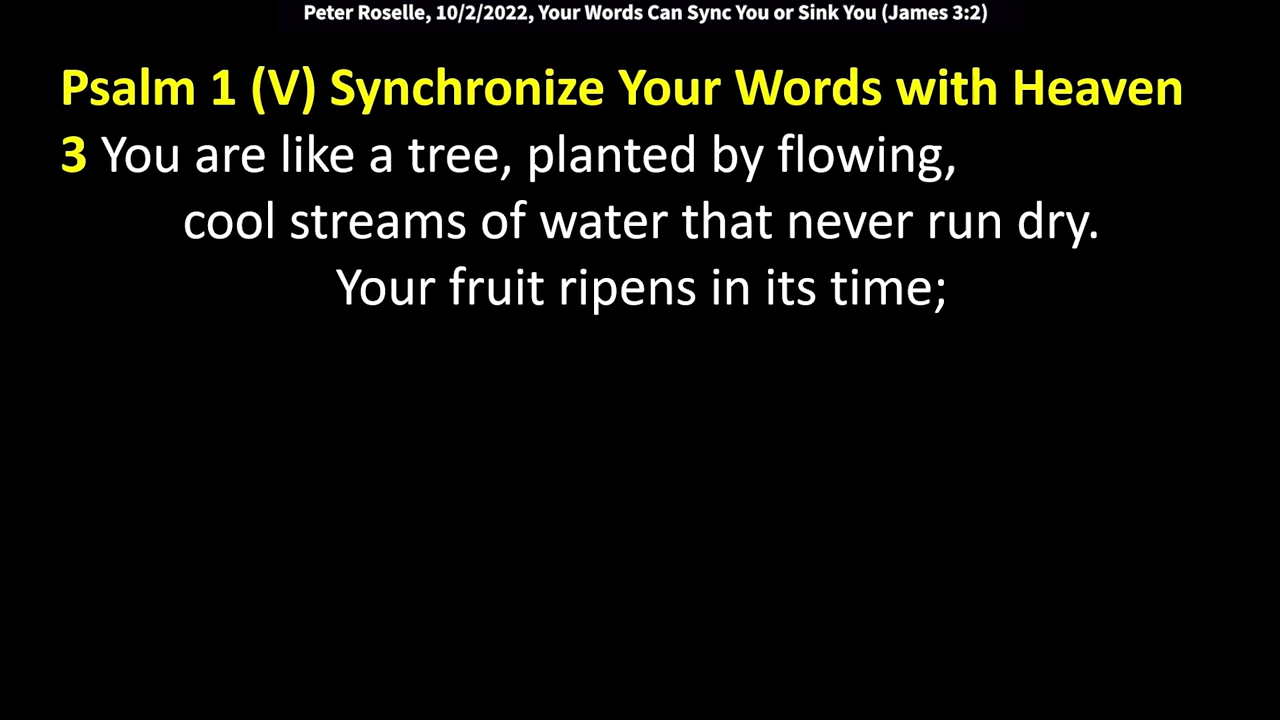 Peter Roselle, 10/2/2022, Your Words Can Sync You or Sink You (James 3:2)
Psalm 1 (V) Synchronize Your Words with Heaven
3 You are like a tree, planted by flowing,
cool streams of water that never run dry.
Your fruit ripens in its time;